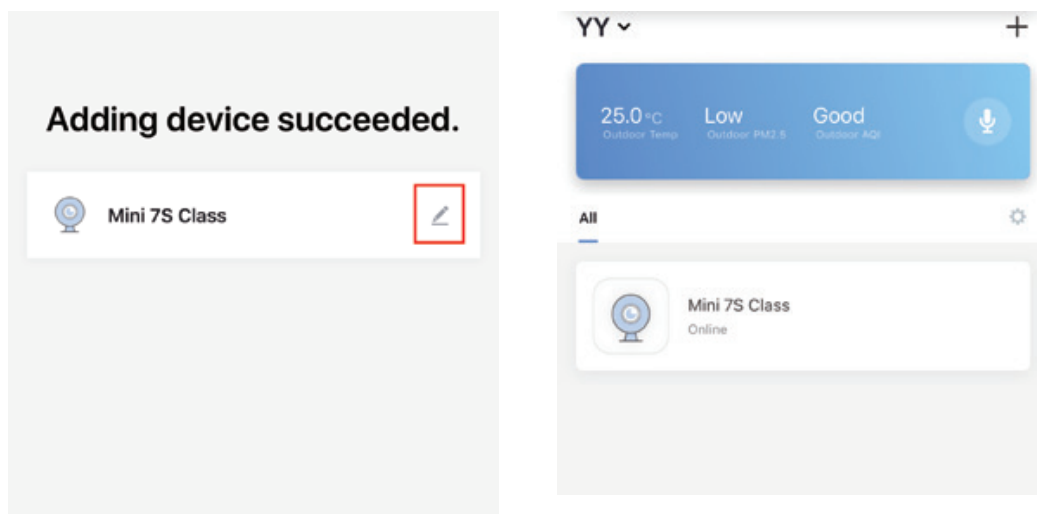 Adding device succeeded.
Mini 7S Class
YY
25.0 °C
Outdoor Temp
Low
Outdoor PM2.5
Good
Outdoor AQI
All
Mini 7S Class
Online